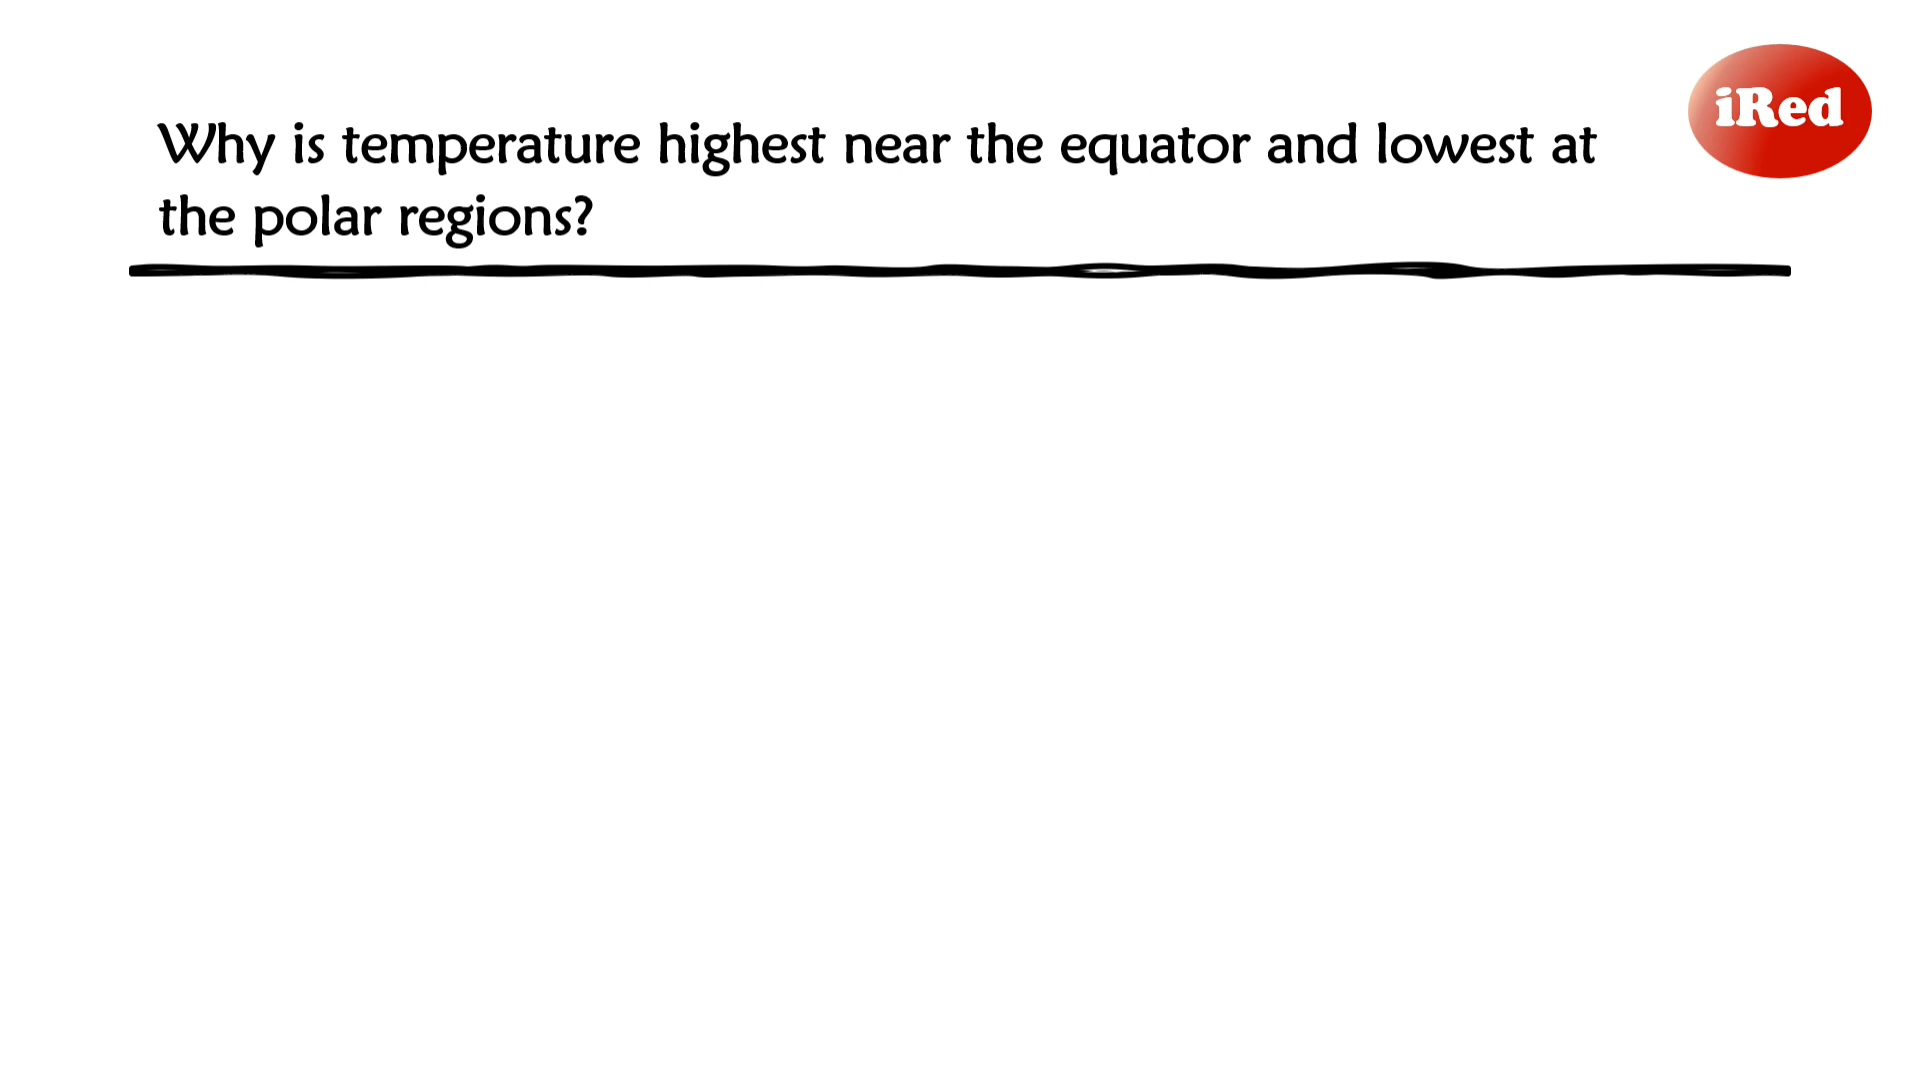 iRed
Why is temperature highest near the equator and lowest at
the polar regions?